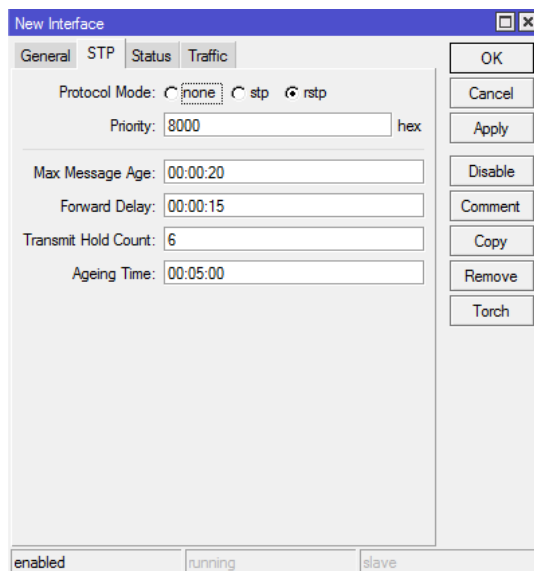 New Interface
General STP Status Traffic
OK
Protocol Mode: none stp rstp
Cancel
Priority: 8000 hex
Apply
Max Message Age: 00:00:20
Disable
Forward Delay: 00:00:15
Comment
Transmit Hold Count: 6
Copy
Ageing Time: 00:05:00
Remove
Torch
enabled running slave